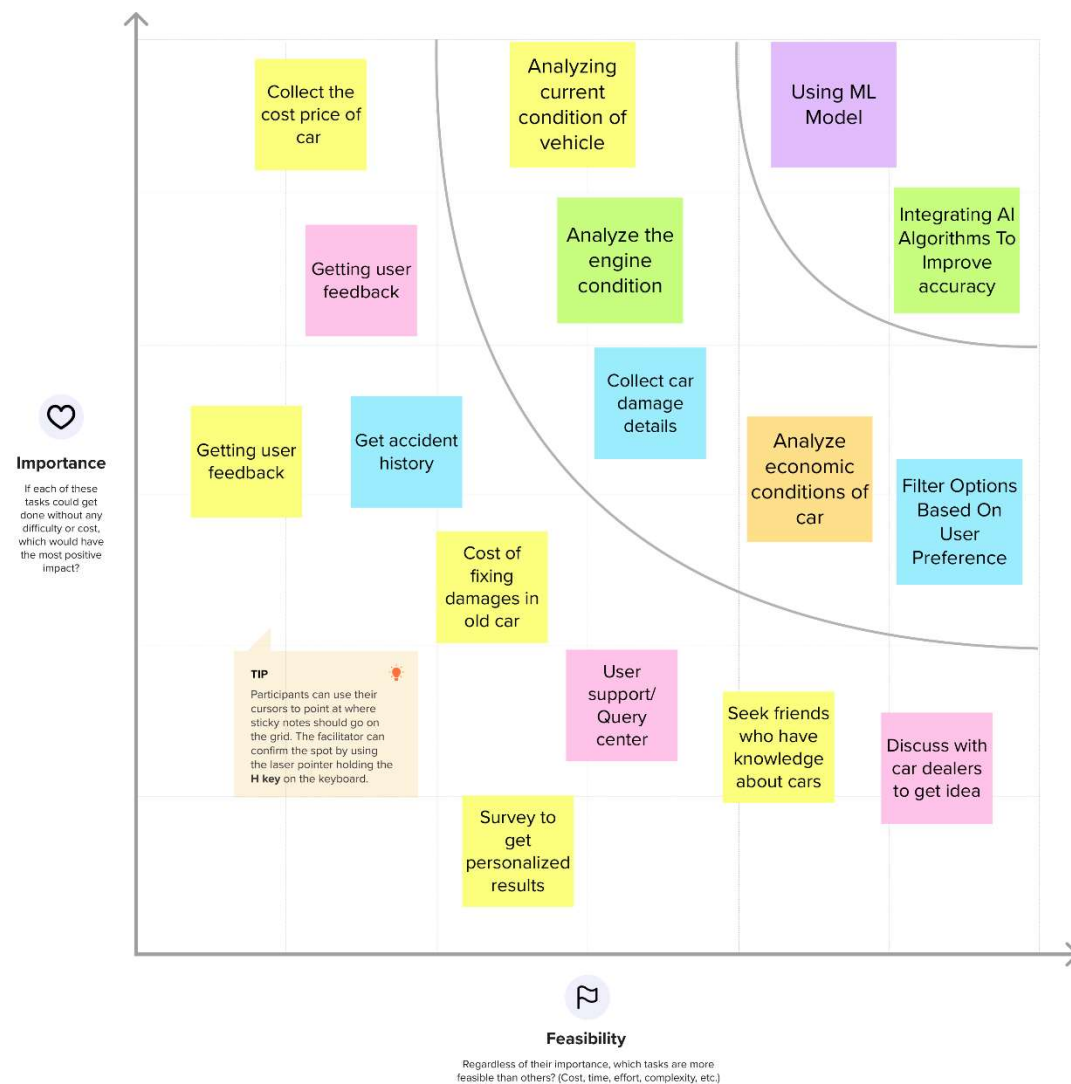 Collect the
cost price of
car
Analyzing
current
condition of
vehicle
Using ML
Model
Integrating AI
Algorithms To
Improve
accuracy
Getting user
feedback
Analyze the
engine
condition
Collect car
damage
details
Getting user
feedback
Get accident
history
Analyze
economic
conditions of
car
Filter Options
Based On
User
Preference
Importance
If each of these
tasks could get
done without any
difficulty or cost,
which would have
the most positive
impact?
Cost of
fixing
damages in
old car
TIP
Participants can use their
cursors to point at where
sticky notes should go on
the grid. The facilitator can
confirm the spot by using
the laser pointer holding the
H key on the keyboard.
User
support/
Query
center
Seek friends
who have
knowledge
about cars
Discuss with
car dealers
to get idea
Survey to
get
personalized
results
Feasibility
Regardless of their importance, which tasks are more
feasible than others? (Cost, time, effort, complexity, etc.)